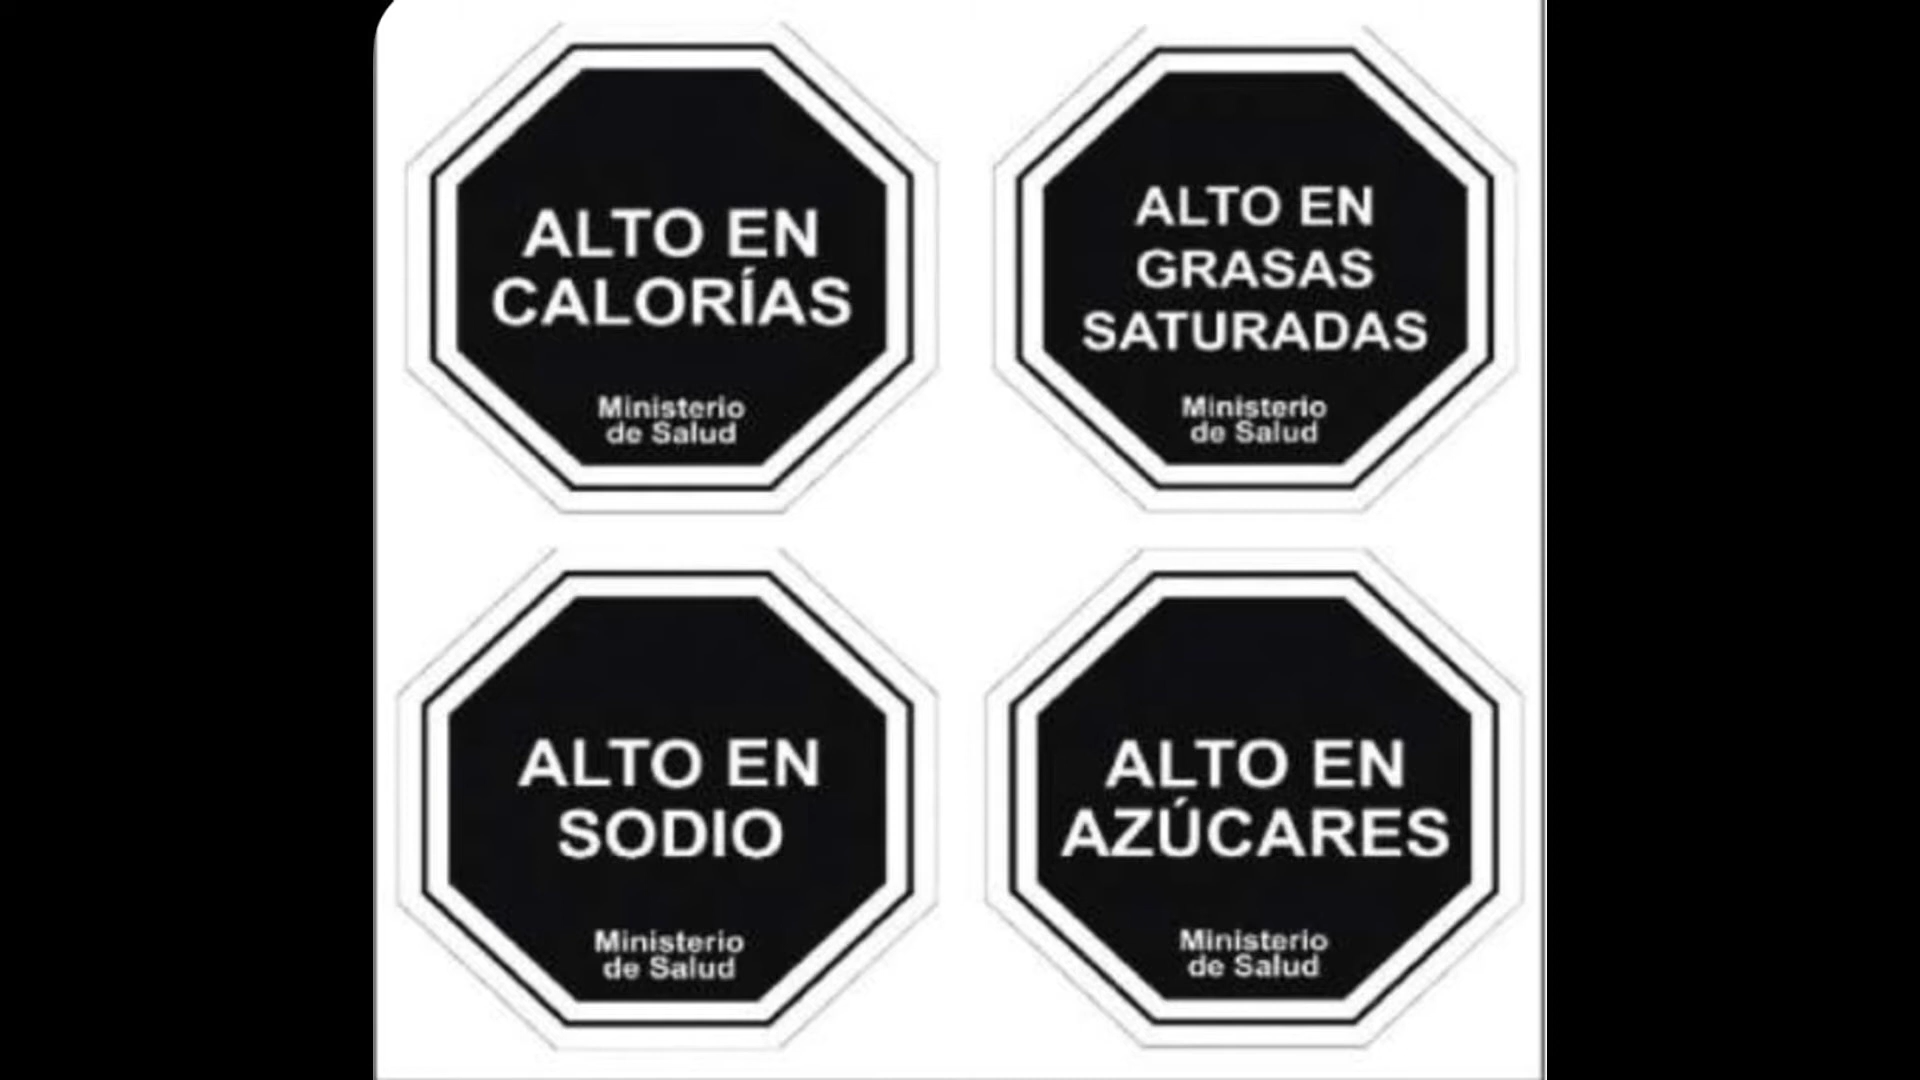 ALTO EN
CALORÍAS
Ministerio
de Salud
ALTO EN
GRASAS
SATURADAS
Ministerio
de Salud
ALTO EN
SODIO
Ministerio
de Salud
ALTO EN
AZÚCARES
Ministerio
de Salud